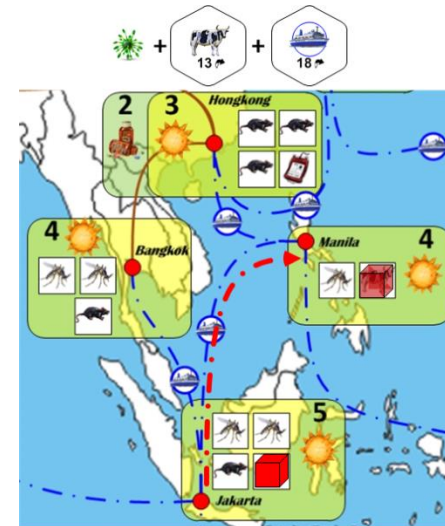 + 13 + 18
2 3 Hongkong
4 Bangkok
Manila 4
5
Jakarta